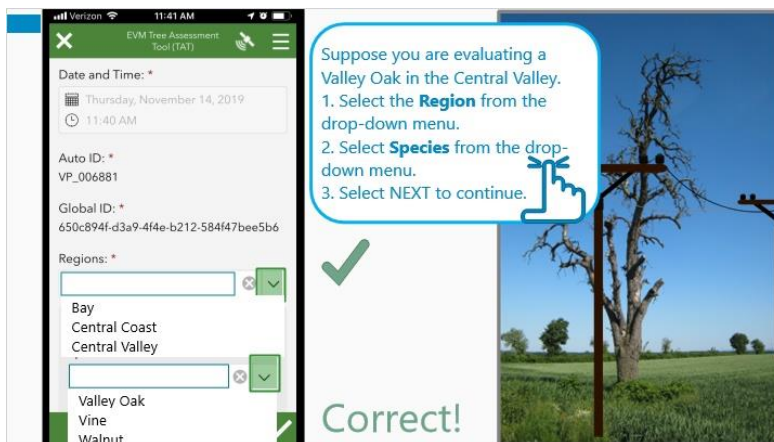 Verizon 11:41 AM
EVM Tree Assessment
Tool (TAT)
Date and Time: *
Thursday, November 14, 2019
11:40 AM
Auto ID: *
VP_006881
Global ID: *
650c894f-d3a9-4f4e-b212-584f47bee5b6
Regions: *
Bay
Central Coast
Central Valley
Valley Oak
Vine
Walnut
Suppose you are evaluating a
Valley Oak in the Central Valley.
1. Select the Region from the
drop-down menu.
2. Select Species from the drop-
down menu.
3. Select NEXT to continue.
Correct!